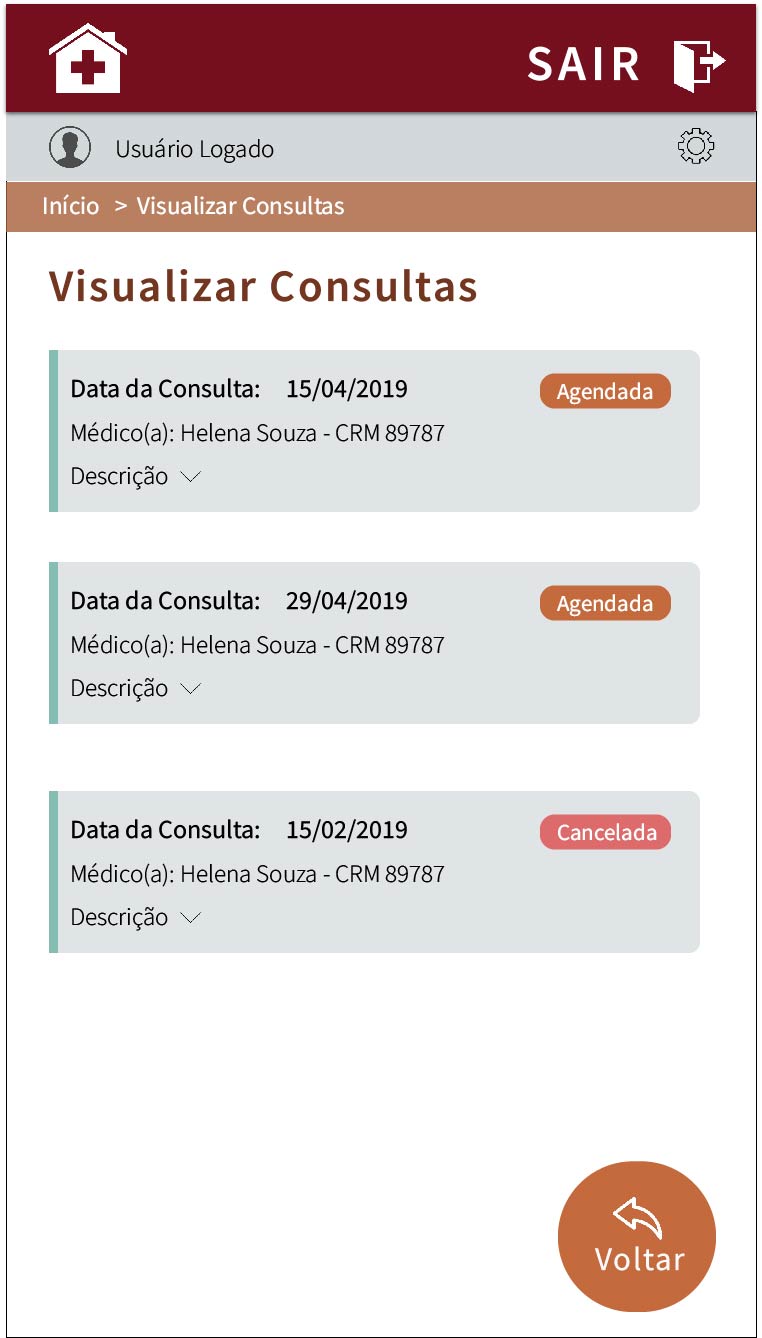 SAIR
Usuário Logado
Início > Visualizar Consultas
Visualizar Consultas
Data da Consulta: 15/04/2019 Agendada
Médico(a): Helena Souza - CRM 89787
Descrição
Data da Consulta: 29/04/2019 Agendada
Médico(a): Helena Souza - CRM 89787
Descrição
Data da Consulta: 15/02/2019 Cancelada
Médico(a): Helena Souza - CRM 89787
Descrição
Voltar